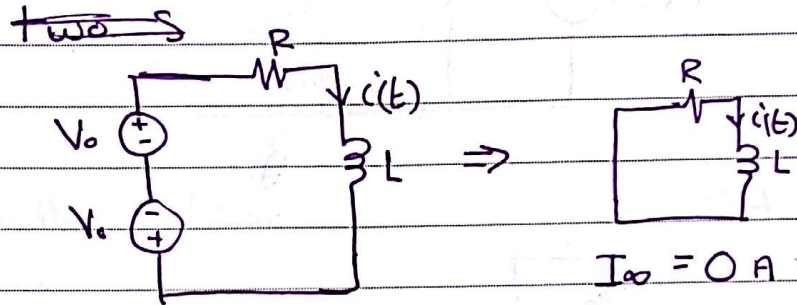 two
R
i(t)
V₀
+
-
L
⇒
V₀
-
+
R
i(t)
L
I∞ = 0 A